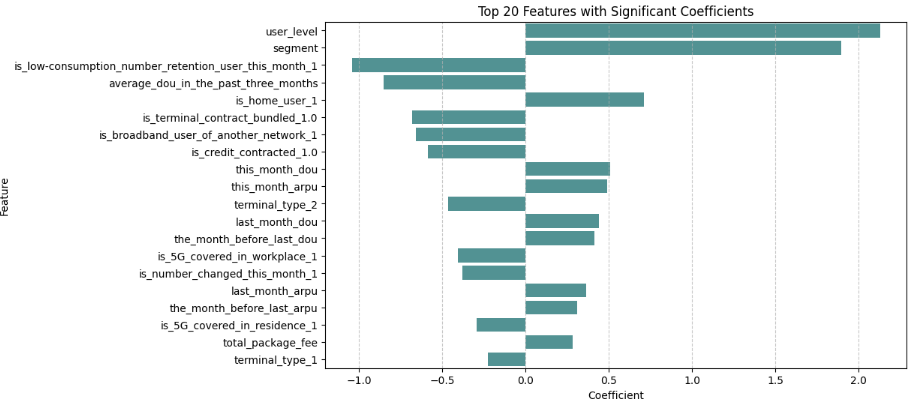 Top 20 Features with Significant Coefficients
Feature
user_level
segment
is_low-consumption_number_retention_user_this_month_1
average_dou_in_the_past_three_months
is_home_user_1
is_terminal_contract_bundled_1.0
is_broadband_user_of_another_network_1
is_credit_contracted_1.0
this_month_dou
this_month_arpu
terminal_type_2
last_month_dou
the_month_before_last_dou
is_5G_covered_in_workplace_1
is_number_changed_this_month_1
last_month_arpu
the_month_before_last_arpu
is_5G_covered_in_residence_1
total_package_fee
terminal_type_1
−1.0 −0.5 0.0 0.5 1.0 1.5 2.0
Coefficient